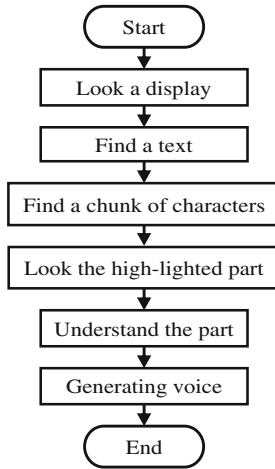 Start
Look a display
Find a text
Find a chunk of characters
Look the high-lighted part
Understand the part
Generating voice
End